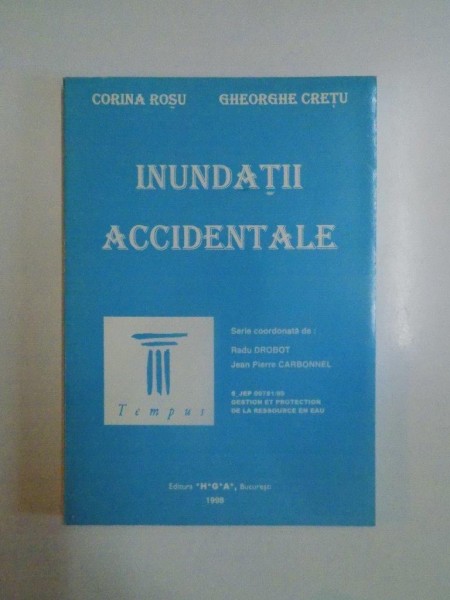 CORINA ROȘU GHEORGHE CREȚU
INUNDAȚII
ACCIDENTALE
Serie coordonată de :
Radu DROBOT
Jean Pierre CARBONNEL
GESTION ET PROTECTION
DE LA RESSOURCE EN EAU
Tempus
Editura "H*G*A", București
1998